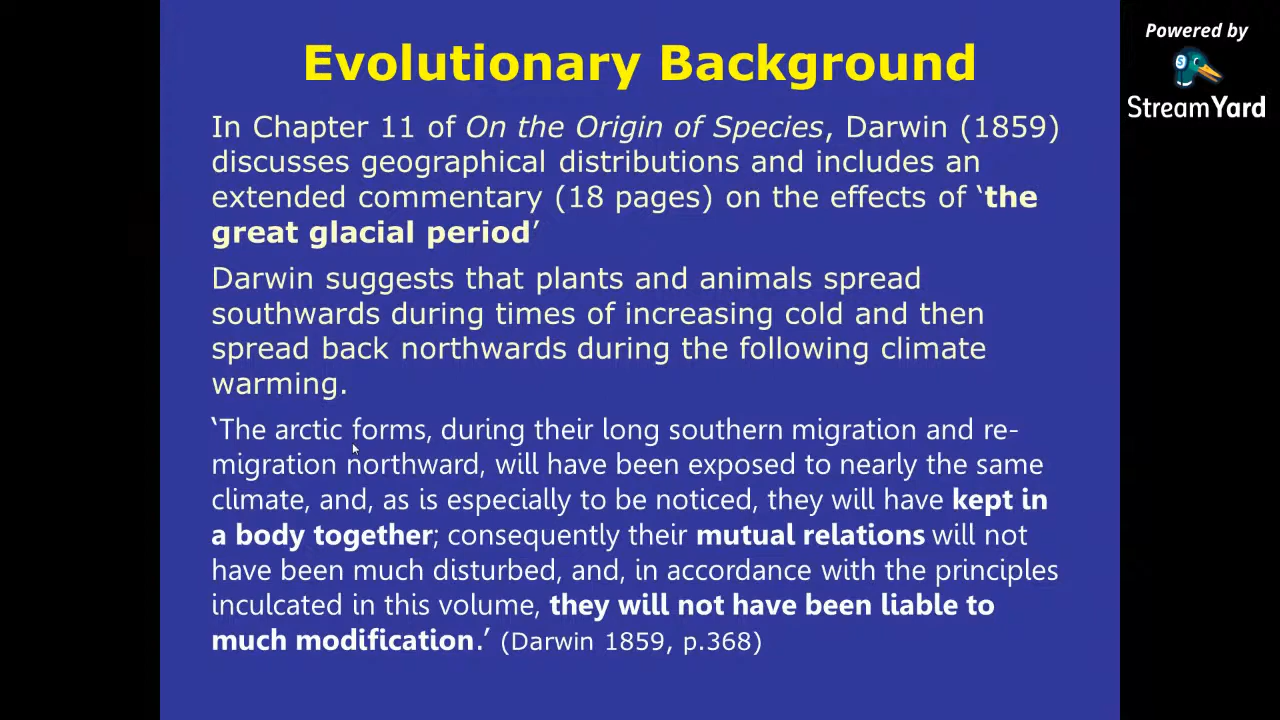 Evolutionary Background
In Chapter 11 of On the Origin of Species, Darwin (1859)
discusses geographical distributions and includes an
extended commentary (18 pages) on the effects of ‘the
great glacial period’
Darwin suggests that plants and animals spread
southwards during times of increasing cold and then
spread back northwards during the following climate
warming.
‘The arctic forms, during their long southern migration and re-
migration northward, will have been exposed to nearly the same
climate, and, as is especially to be noticed, they will have kept in
a body together; consequently their mutual relations will not
have been much disturbed, and, in accordance with the principles
inculcated in this volume, they will not have been liable to
much modification.’ (Darwin 1859, p.368)
Powered by
S
StreamYard